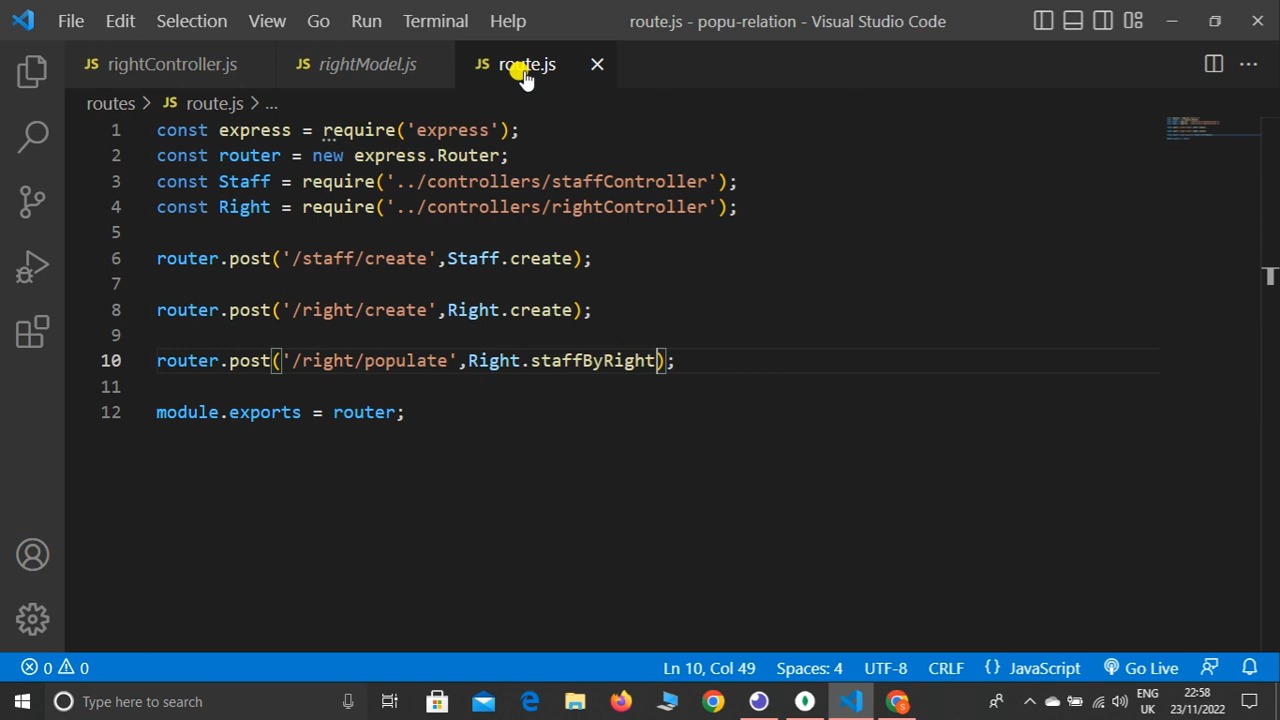 File Edit Selection View Go Run Terminal Help route.js - popu-relation - Visual Studio Code
JS rightController.js JS rightModel.js JS route.js
routes > JS route.js > ...
1 const express = require('express');
2 const router = new express.Router;
3 const Staff = require('../controllers/staffController');
4 const Right = require('../controllers/rightController');
5
6 router.post('/staff/create',Staff.create);
7
8 router.post('/right/create',Right.create);
9
10 router.post('/right/populate',Right.staffByRight);
11
12 module.exports = router;
0 0 Ln 10, Col 49 Spaces: 4 UTF-8 CRLF {} JavaScript Go Live
Type here to search
ENG 22:58
UK 23/11/2022